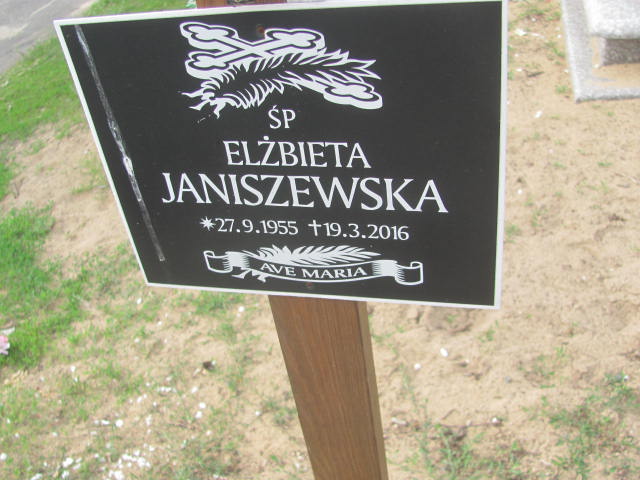 ŚP
ELŻBIETA
JANISZEWSKA
*27.9.1955 †19.3.2016
AVE MARIA